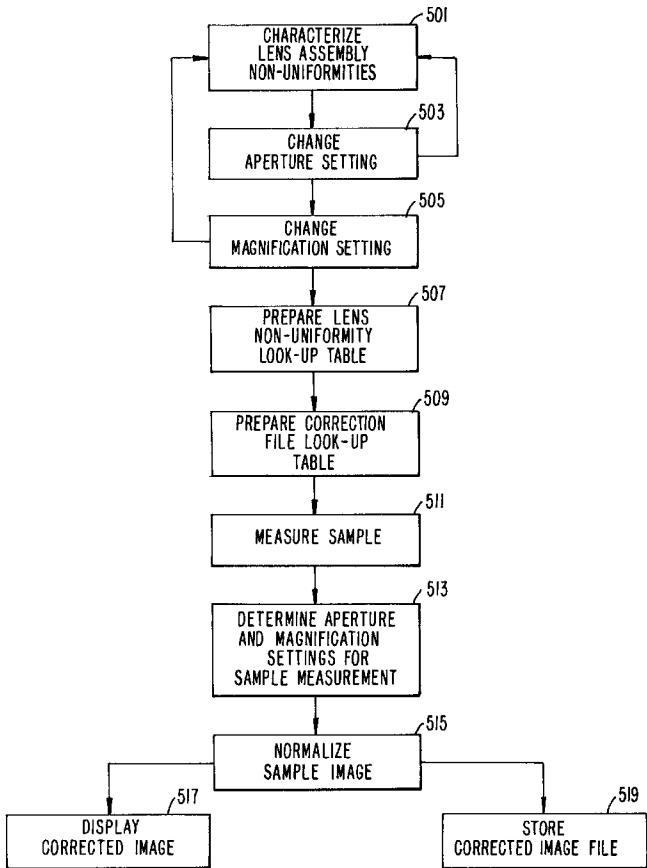 501
CHARACTERIZE
LENS ASSEMBLY
NON-UNIFORMITIES
503
CHANGE
APERTURE SETTING
505
CHANGE
MAGNIFICATION SETTING
507
PREPARE LENS
NON-UNIFORMITY
LOOK-UP TABLE
509
PREPARE CORRECTION
FILE LOOK-UP
TABLE
511
MEASURE SAMPLE
513
DETERMINE APERTURE
AND MAGNIFICATION
SETTINGS FOR
SAMPLE MEASUREMENT
515
NORMALIZE
SAMPLE IMAGE
517
DISPLAY
CORRECTED IMAGE
519
STORE
CORRECTED IMAGE FILE